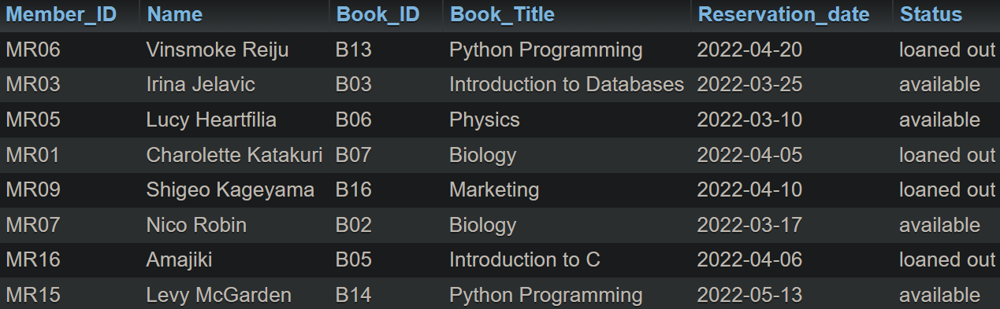 Member_ID Name Book_ID Book_Title Reservation_date Status
MR06 Vinsmoke Reiju B13 Python Programming 2022-04-20 loaned out
MR03 Irina Jelavic B03 Introduction to Databases 2022-03-25 available
MR05 Lucy Heartfilia B06 Physics 2022-03-10 available
MR01 Charolette Katakuri B07 Biology 2022-04-05 loaned out
MR09 Shigeo Kageyama B16 Marketing 2022-04-10 loaned out
MR07 Nico Robin B02 Biology 2022-03-17 available
MR16 Amajiki B05 Introduction to C 2022-04-06 loaned out
MR15 Levy McGarden B14 Python Programming 2022-05-13 available